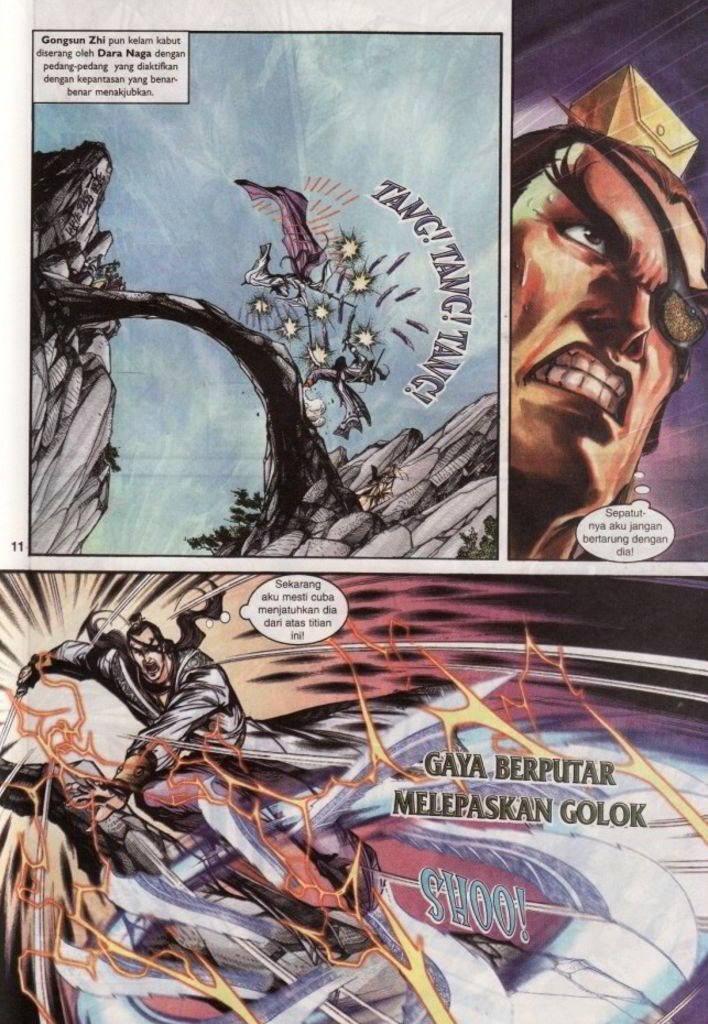 Gongsun Zhi pun kelam kabut
diserang oleh Dara Naga dengan
pedang-pedang yang diaktifkan
dengan kepantasan yang benar-
benar menakjubkan.
TANG! TANG! TANG!
Sepatut-
nya aku jangan
bertarung dengan
dia!
11
Sekarang
aku mesti cuba
menjatuhkan dia
dari atas titian
ini!
GAYA BERPUTAR
MELEPASKAN GOLOK
SHOO!